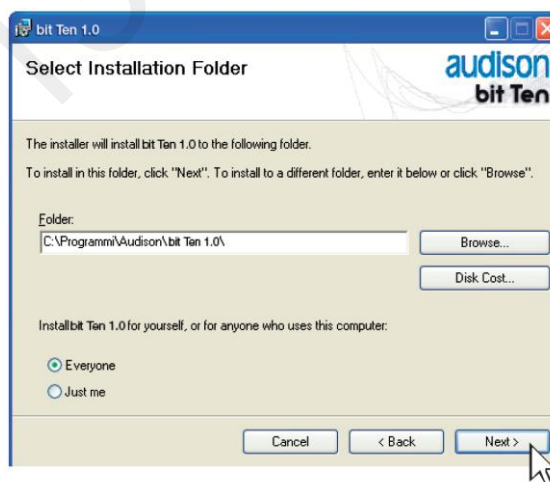 bit Ten 1.0
Select Installation Folder
audison
bit Ten
The installer will install bit Ten 1.0 to the following folder.
To install in this folder, click "Next". To install to a different folder, enter it below or click "Browse".
Folder:
C:\Programmi\Audison\bit Ten 1.0\
Browse...
Disk Cost...
Installbit Ten 1.0 for yourself, or for anyone who uses this computer:
Everyone
Just me
Cancel
< Back
Next >